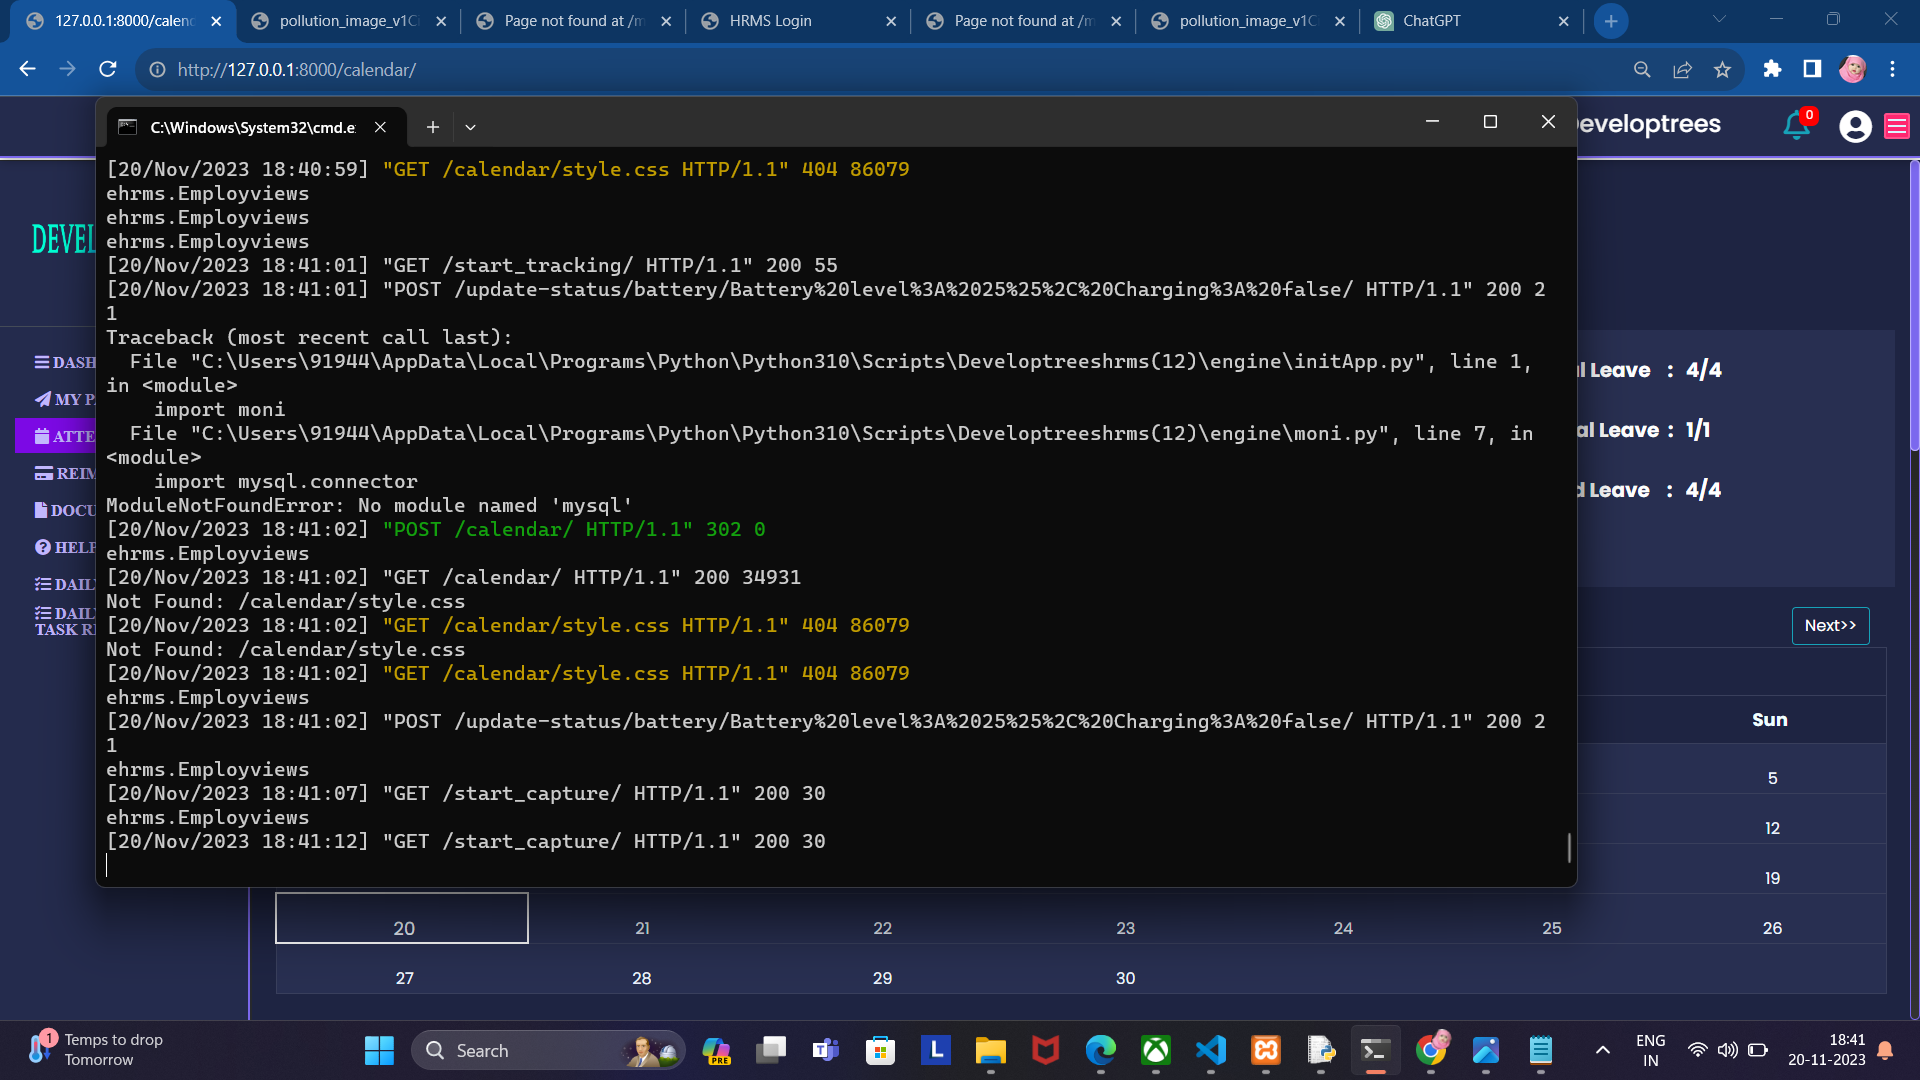 127.0.0.1:8000/calend
pollution_image_v1C
Page not found at /m
HRMS Login
Page not found at /m
pollution_image_v1C
ChatGPT
http://127.0.0.1:8000/calendar/
C:\Windows\System32\cmd.e
eveloptrees
0
DEVEL
DASH
MY P
ATTE
REIM
DOCU
HELP
DAIL
DAIL
TASK R
[20/Nov/2023 18:40:59] "GET /calendar/style.css HTTP/1.1" 404 86079
ehrms.Employviews
ehrms.Employviews
ehrms.Employviews
[20/Nov/2023 18:41:01] "GET /start_tracking/ HTTP/1.1" 200 55
[20/Nov/2023 18:41:01] "POST /update-status/battery/Battery%20level%3A%2025%25%2C%20Charging%3A%20false/ HTTP/1.1" 200 2
1
Traceback (most recent call last):
  File "C:\Users\91944\AppData\Local\Programs\Python\Python310\Scripts\Developtreeshrms(12)\engine\initApp.py", line 1,
in <module>
    import moni
  File "C:\Users\91944\AppData\Local\Programs\Python\Python310\Scripts\Developtreeshrms(12)\engine\moni.py", line 7, in
<module>
    import mysql.connector
ModuleNotFoundError: No module named 'mysql'
[20/Nov/2023 18:41:02] "POST /calendar/ HTTP/1.1" 302 0
ehrms.Employviews
[20/Nov/2023 18:41:02] "GET /calendar/ HTTP/1.1" 200 34931
Not Found: /calendar/style.css
[20/Nov/2023 18:41:02] "GET /calendar/style.css HTTP/1.1" 404 86079
Not Found: /calendar/style.css
[20/Nov/2023 18:41:02] "GET /calendar/style.css HTTP/1.1" 404 86079
ehrms.Employviews
[20/Nov/2023 18:41:02] "POST /update-status/battery/Battery%20level%3A%2025%25%2C%20Charging%3A%20false/ HTTP/1.1" 200 2
1
ehrms.Employviews
[20/Nov/2023 18:41:07] "GET /start_capture/ HTTP/1.1" 200 30
ehrms.Employviews
[20/Nov/2023 18:41:12] "GET /start_capture/ HTTP/1.1" 200 30
l Leave : 4/4
al Leave : 1/1
d Leave : 4/4
Next>>
Sun
5
12
19
20 21 22 23 24 25 26
27 28 29 30
1
Temps to drop
Tomorrow
Search
PRE
L
ENG
IN
18:41
20-11-2023